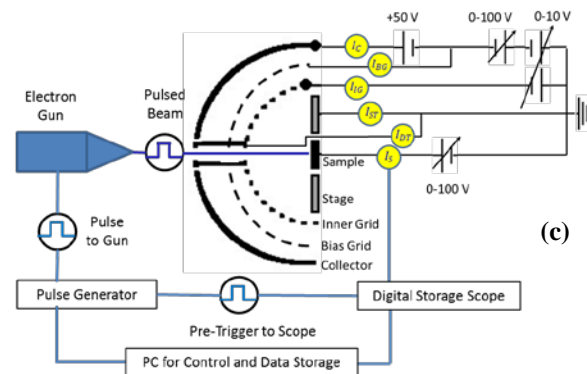 +50 V
0-100 V
0-10 V
I_C
I_BG
I_IG
I_ST
I_DT
I_S
0-100 V
Electron
Gun
Pulsed
Beam
Sample
Stage
Inner Grid
Bias Grid
Collector
(c)
Pulse
to Gun
Pulse Generator
Digital Storage Scope
Pre-Trigger to Scope
PC for Control and Data Storage